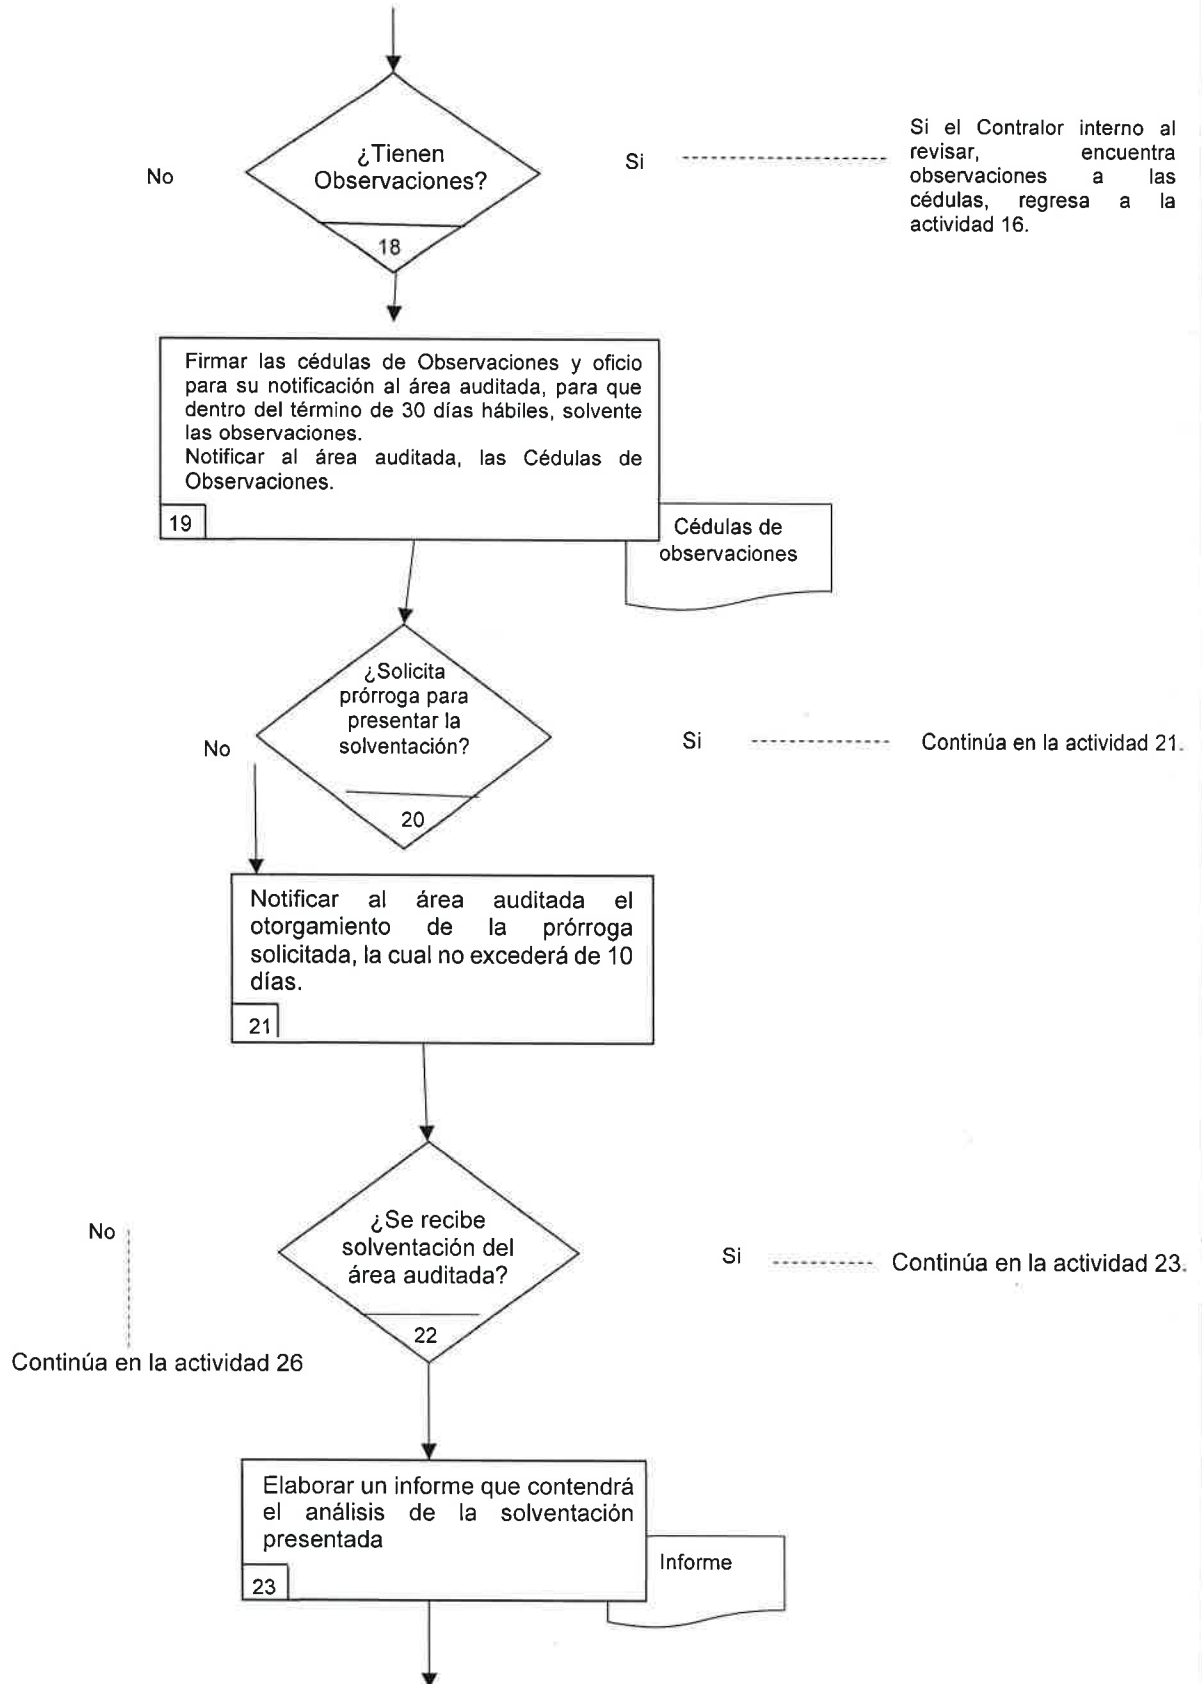 ¿Tienen
Observaciones?
18
No
Si
Si el Contralor interno al
revisar, encuentra
observaciones a las
cédulas, regresa a la
actividad 16.
Firmar las cédulas de Observaciones y oficio
para su notificación al área auditada, para que
dentro del término de 30 días hábiles, solvente
las observaciones.
Notificar al área auditada, las Cédulas de
Observaciones.
19
Cédulas de
observaciones
¿Solicita
prórroga para
presentar la
solventación?
20
No
Si
Continúa en la actividad 21.
Notificar al área auditada el
otorgamiento de la prórroga
solicitada, la cual no excederá de 10
días.
21
¿Se recibe
solventación del
área auditada?
22
No
Continúa en la actividad 26
Si
Continúa en la actividad 23.
Elaborar un informe que contendrá
el análisis de la solventación
presentada
23
Informe